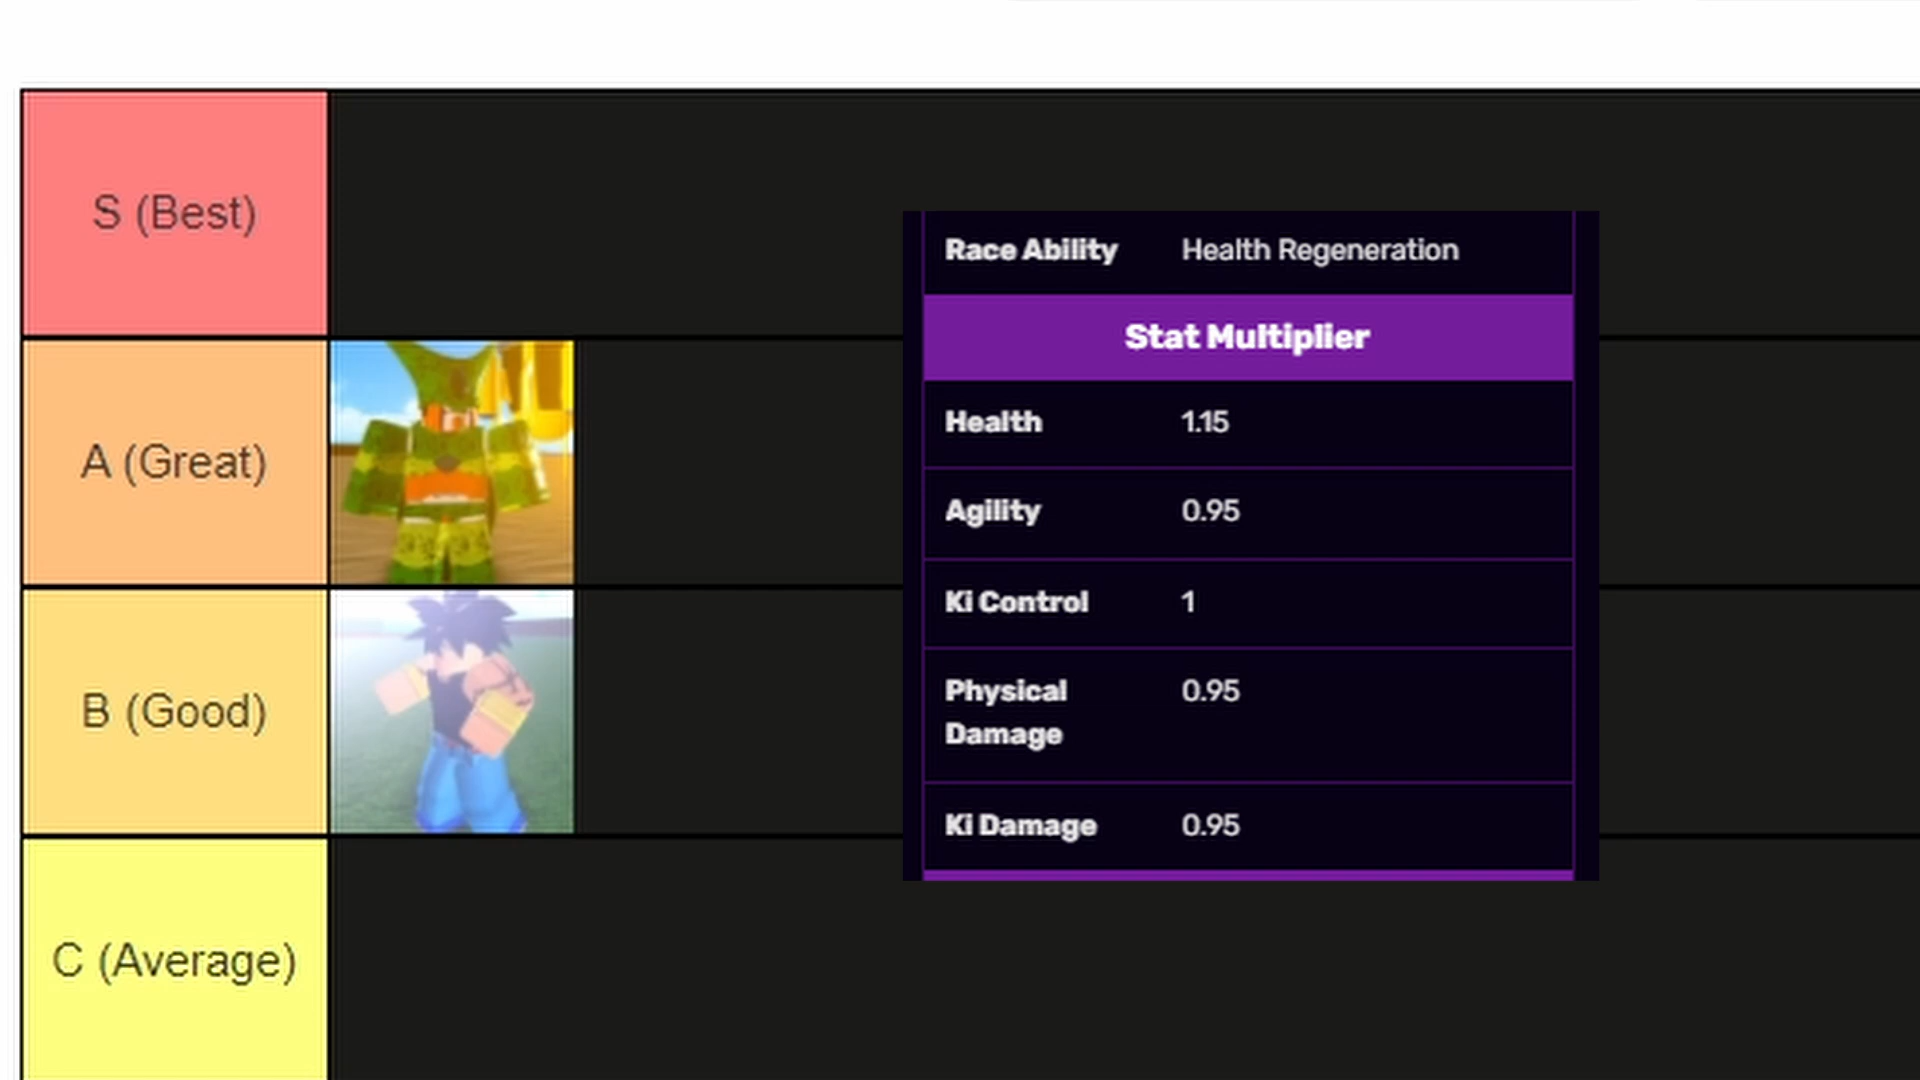 S (Best)
A (Great)
B (Good)
C (Average)
Race Ability Health Regeneration
Stat Multiplier
Health 1.15
Agility 0.95
Ki Control 1
Physical Damage 0.95
Ki Damage 0.95